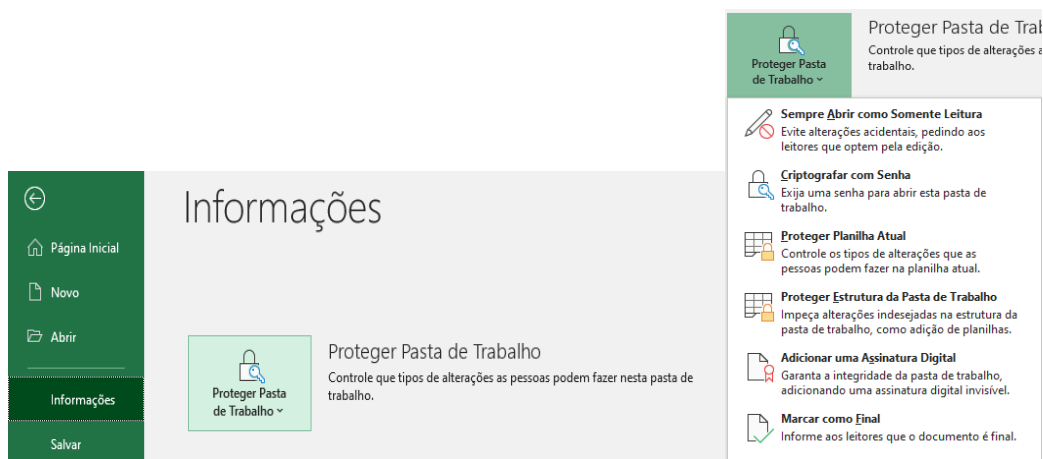 Página Inicial
Novo
Abrir
Informações
Salvar
Informações
Proteger Pasta
de Trabalho
Proteger Pasta de Trabalho
Controle que tipos de alterações as pessoas podem fazer nesta pasta de
trabalho.
Proteger Pasta
de Trabalho
Proteger Pasta de
Controle que tipos de alterações
trabalho.
Sempre Abrir como Somente Leitura
Evite alterações acidentais, pedindo aos
leitores que optem pela edição.
Criptografar com Senha
Exija uma senha para abrir esta pasta de
trabalho.
Proteger Planilha Atual
Controle os tipos de alterações que as
pessoas podem fazer na planilha atual.
Proteger Estrutura da Pasta de Trabalho
Impeça alterações indesejadas na estrutura da
pasta de trabalho, como adição de planilhas.
Adicionar uma Assinatura Digital
Garanta a integridade da pasta de trabalho,
adicionando uma assinatura digital invisível.
Marcar como Final
Informe aos leitores que o documento é final.